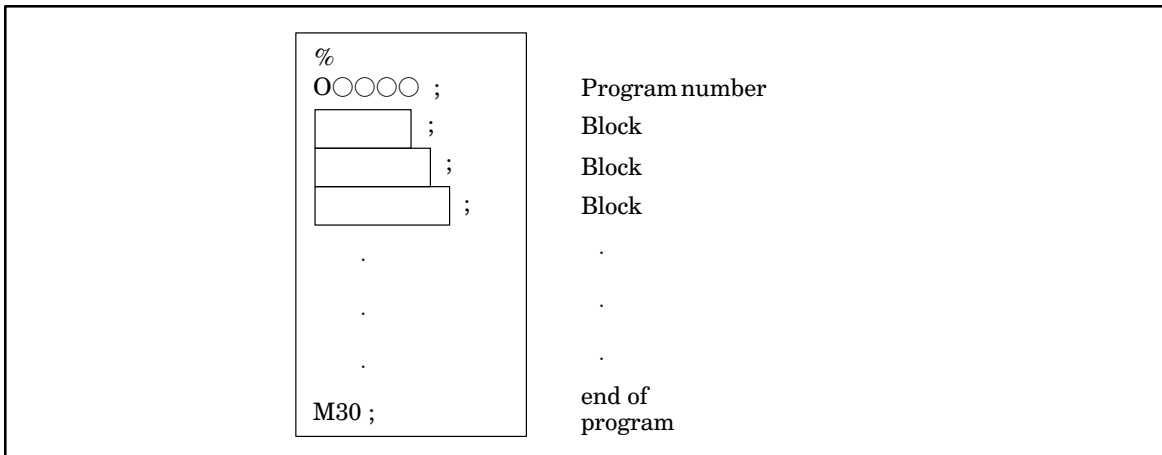 %
O○○○○ ; Program number
; Block
; Block
; Block
. .
. .
. .
M30 ; end of
program